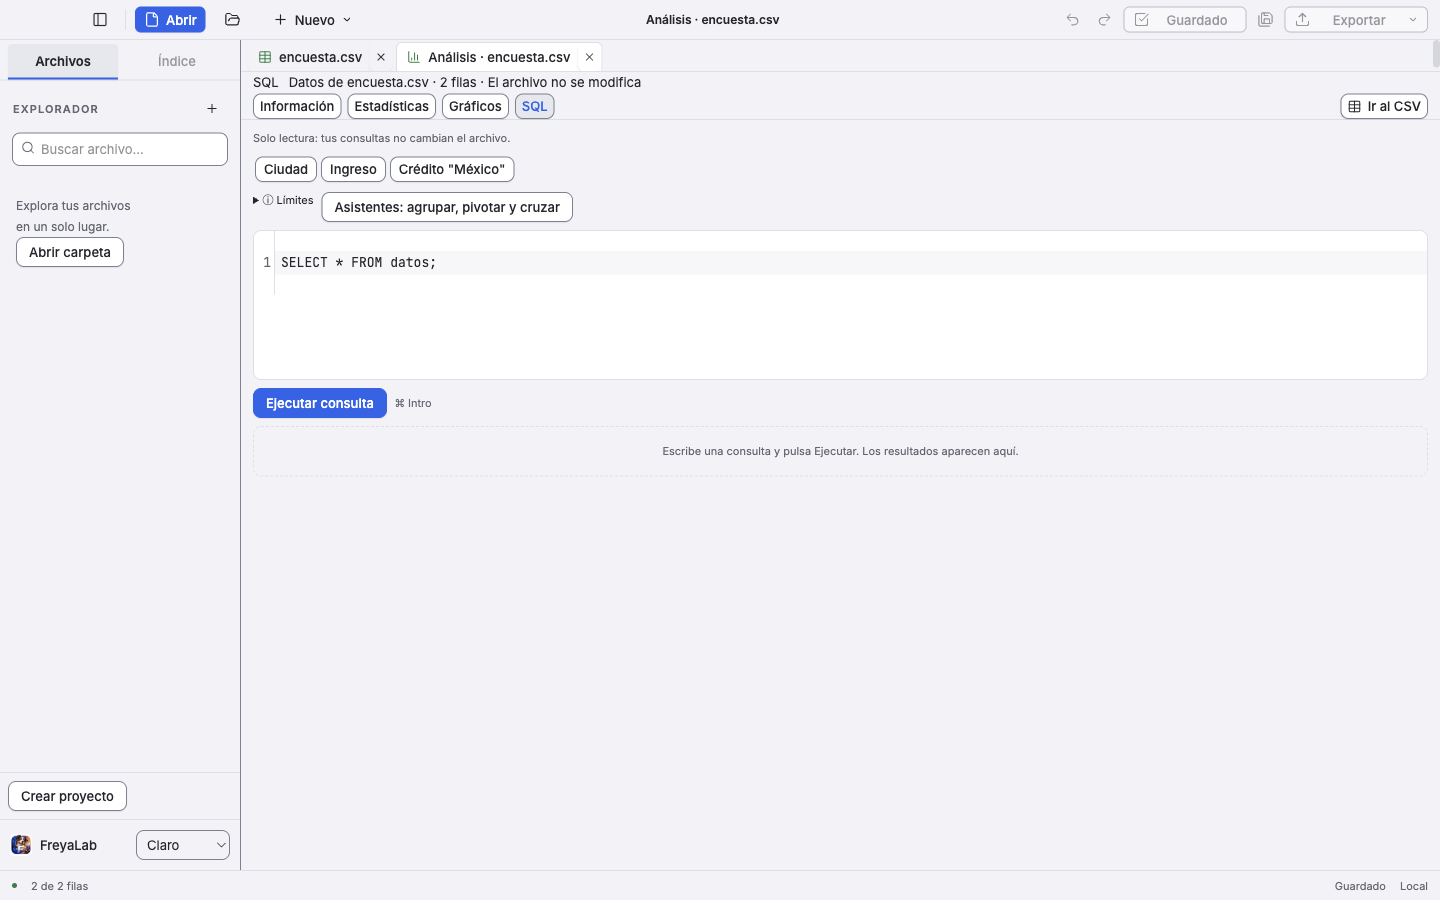 Abrir
Nuevo
Análisis · encuesta.csv
Guardado
Exportar
Archivos
Índice
encuesta.csv
Análisis · encuesta.csv
SQL Datos de encuesta.csv · 2 filas · El archivo no se modifica
Información
Estadísticas
Gráficos
SQL
Ir al CSV
EXPLORADOR
Buscar archivo...
Explora tus archivos
en un solo lugar.
Abrir carpeta
Solo lectura: tus consultas no cambian el archivo.
Ciudad
Ingreso
Crédito "México"
Límites
Asistentes: agrupar, pivotar y cruzar
1 SELECT * FROM datos;
Ejecutar consulta
⌘ Intro
Escribe una consulta y pulsa Ejecutar. Los resultados aparecen aquí.
Crear proyecto
FreyaLab
Claro
2 de 2 filas
Guardado
Local